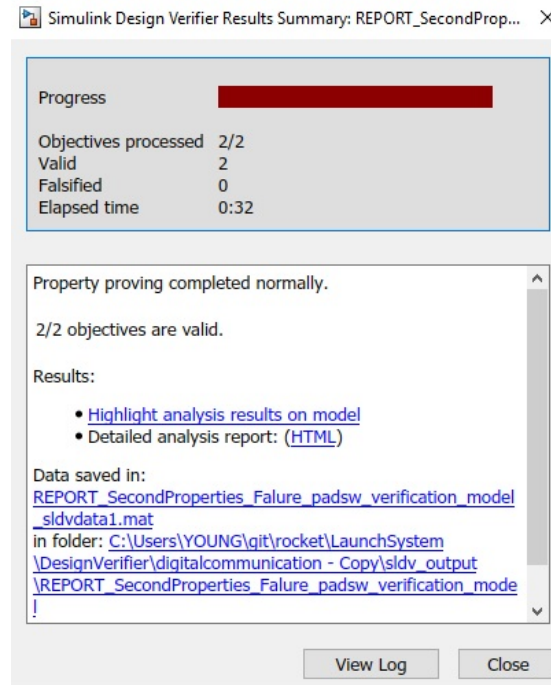 Simulink Design Verifier Results Summary: REPORT_SecondProp...
Progress
Objectives processed 2/2
Valid 2
Falsified 0
Elapsed time 0:32
Property proving completed normally.
2/2 objectives are valid.
Results:
• Highlight analysis results on model
• Detailed analysis report: (HTML)
Data saved in:
REPORT_SecondProperties_Falure_padsw_verification_model
_sldvdata1.mat
in folder: C:\Users\YOUNG\git\rocket\LaunchSystem
\DesignVerifier\digitalcommunication - Copy\sldv_output
\REPORT_SecondProperties_Falure_padsw_verification_mode
l
View Log Close